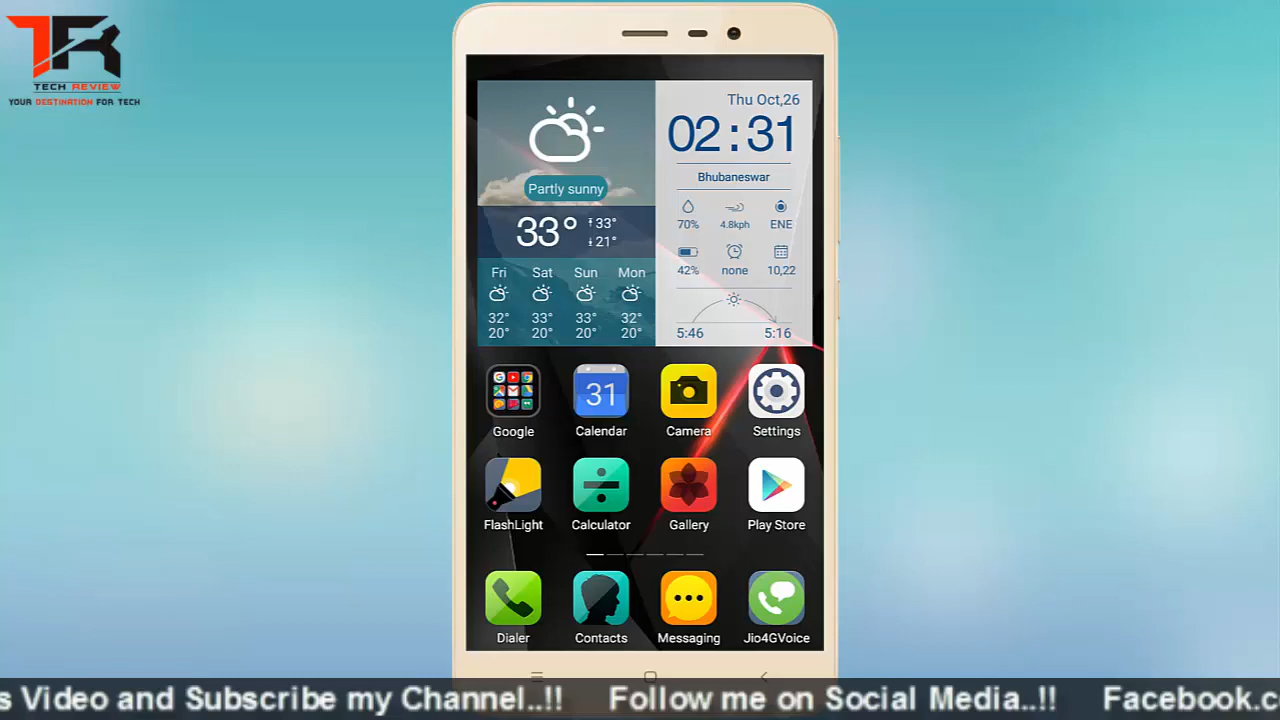 TR
TECH REVIEW
YOUR DESTINATION FOR TECH
Partly sunny
33° 33°
21°
Fri Sat Sun Mon
32° 33° 33° 32°
20° 20° 20° 20°
Thu Oct,26
02:31
Bhubaneswar
70% 4.8kph ENE
42% none 10,22
5:46 5:16
31
Google Calendar Camera Settings
FlashLight Calculator Gallery Play Store
Dialer Contacts Messaging Jio4GVoice
s Video and Subscribe my Channel..!! Follow me on Social Media..!! Facebook.c